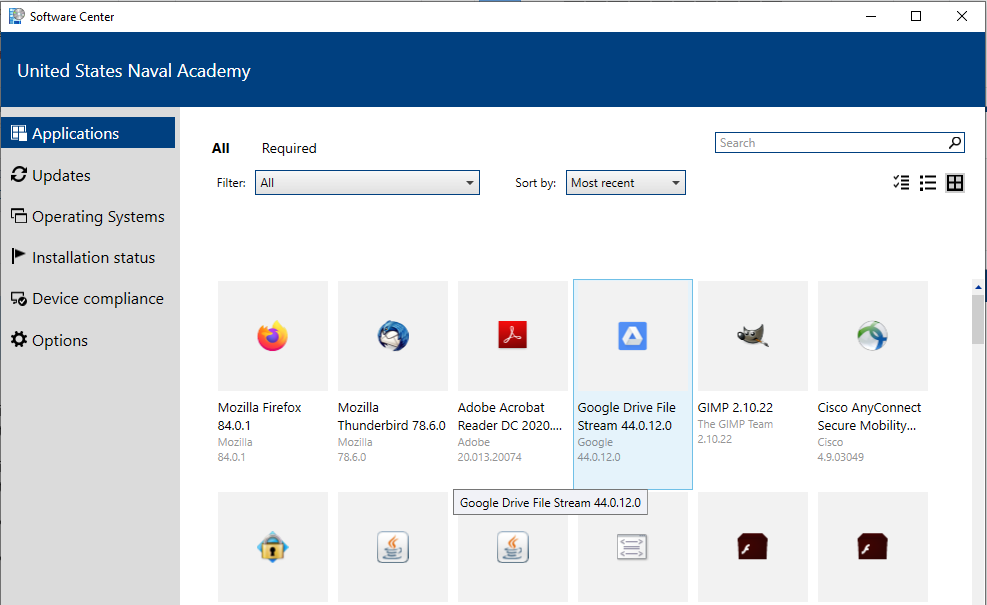 Software Center
United States Naval Academy
Applications
Updates
Operating Systems
Installation status
Device compliance
Options
All
Required
Search
Filter:
All
Sort by:
Most recent
Mozilla Firefox
84.0.1
Mozilla
84.0.1
Mozilla
Thunderbird 78.6.0
Mozilla
78.6.0
Adobe Acrobat
Reader DC 2020....
Adobe
20.013.20074
Google Drive File
Stream 44.0.12.0
Google
44.0.12.0
GIMP 2.10.22
The GIMP Team
2.10.22
Cisco AnyConnect
Secure Mobility...
Cisco
4.9.03049
Google Drive File Stream 44.0.12.0